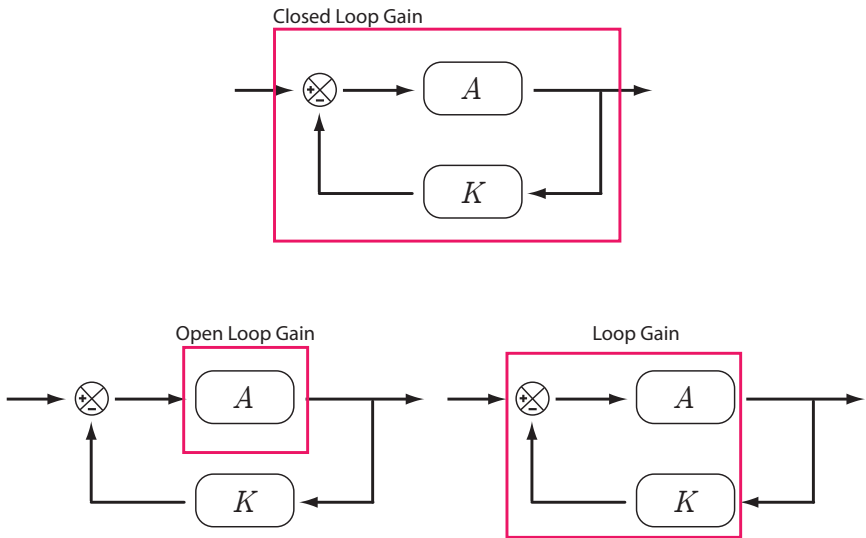 Closed Loop Gain
+
−
A
K
Open Loop Gain
+
−
A
K
Loop Gain
+
−
A
K